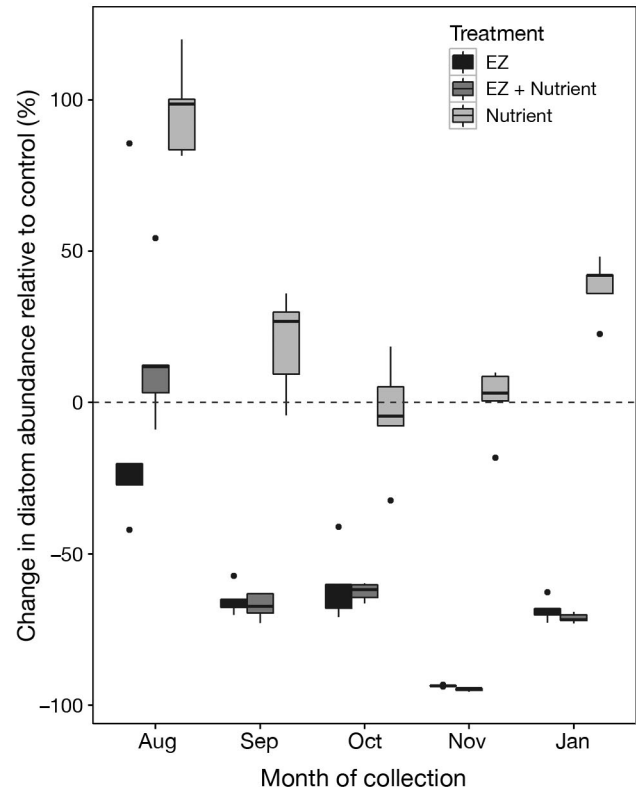 Treatment
EZ
EZ + Nutrient
Nutrient
Change in diatom abundance relative to control (%)
100
50
0
−50
−100
Aug Sep Oct Nov Jan
Month of collection